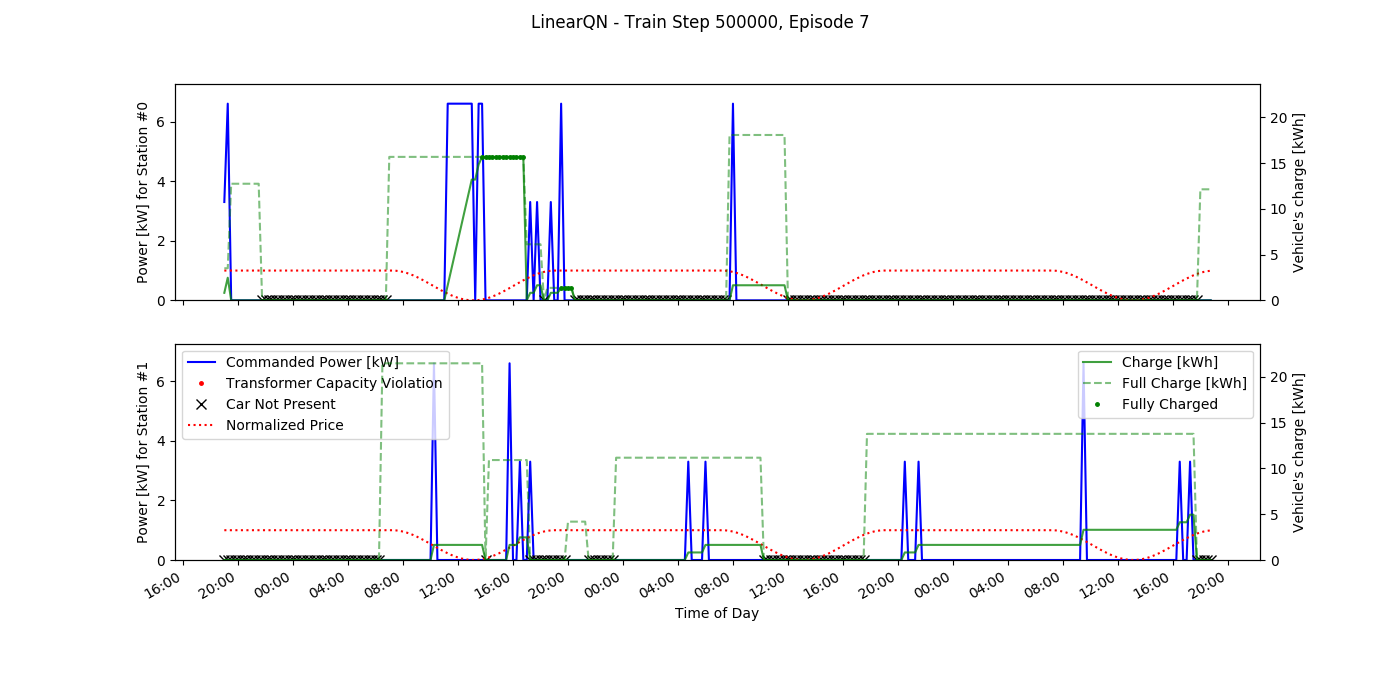 LinearQN - Train Step 500000, Episode 7
Power [kW] for Station #0
0
2
4
6
0
5
10
15
20
Vehicle's charge [kWh]
Power [kW] for Station #1
0
2
4
6
Commanded Power [kW]
Transformer Capacity Violation
Car Not Present
Normalized Price
Charge [kWh]
Full Charge [kWh]
Fully Charged
0
5
10
15
20
Vehicle's charge [kWh]
16:00
20:00
00:00
04:00
08:00
12:00
16:00
20:00
00:00
04:00
08:00
12:00
16:00
20:00
00:00
04:00
08:00
12:00
16:00
20:00
Time of Day